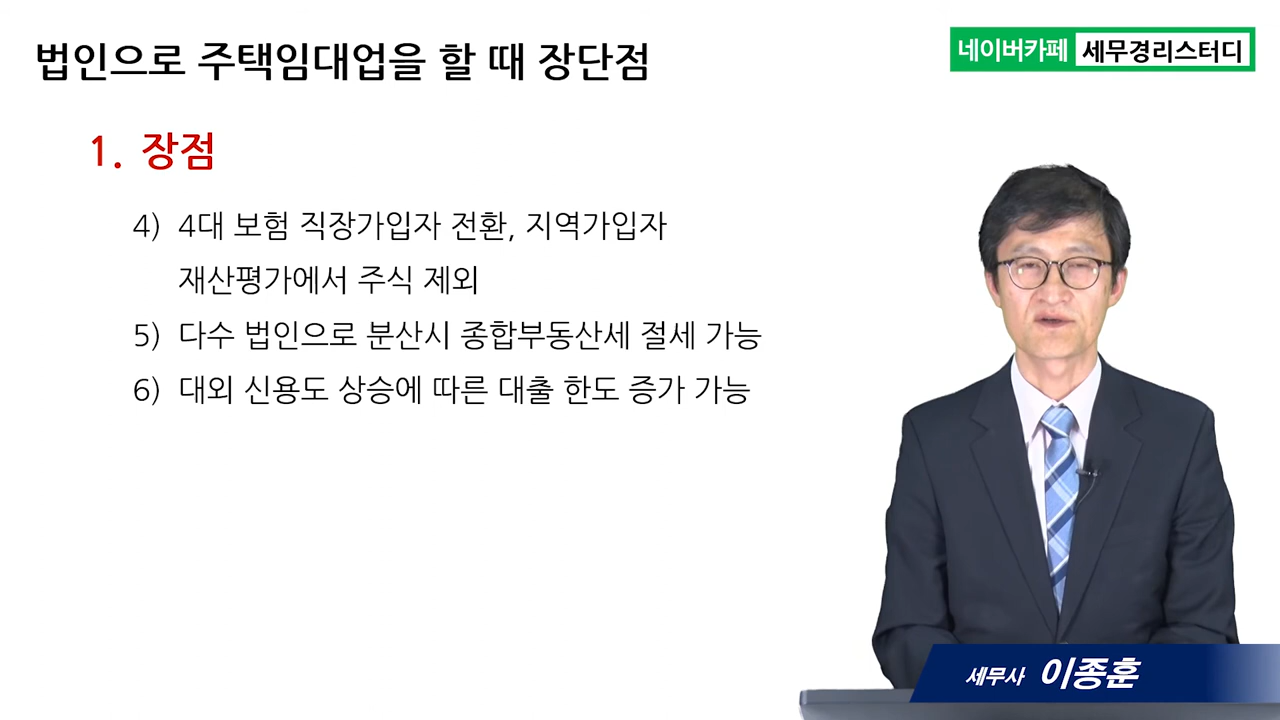 법인으로 주택임대업을 할 때 장단점
네이버카페 세무경리스터디
1. 장점
4) 4대 보험 직장가입자 전환, 지역가입자
재산평가에서 주식 제외
5) 다수 법인으로 분산시 종합부동산세 절세 가능
6) 대외 신용도 상승에 따른 대출 한도 증가 가능
세무사 이종훈